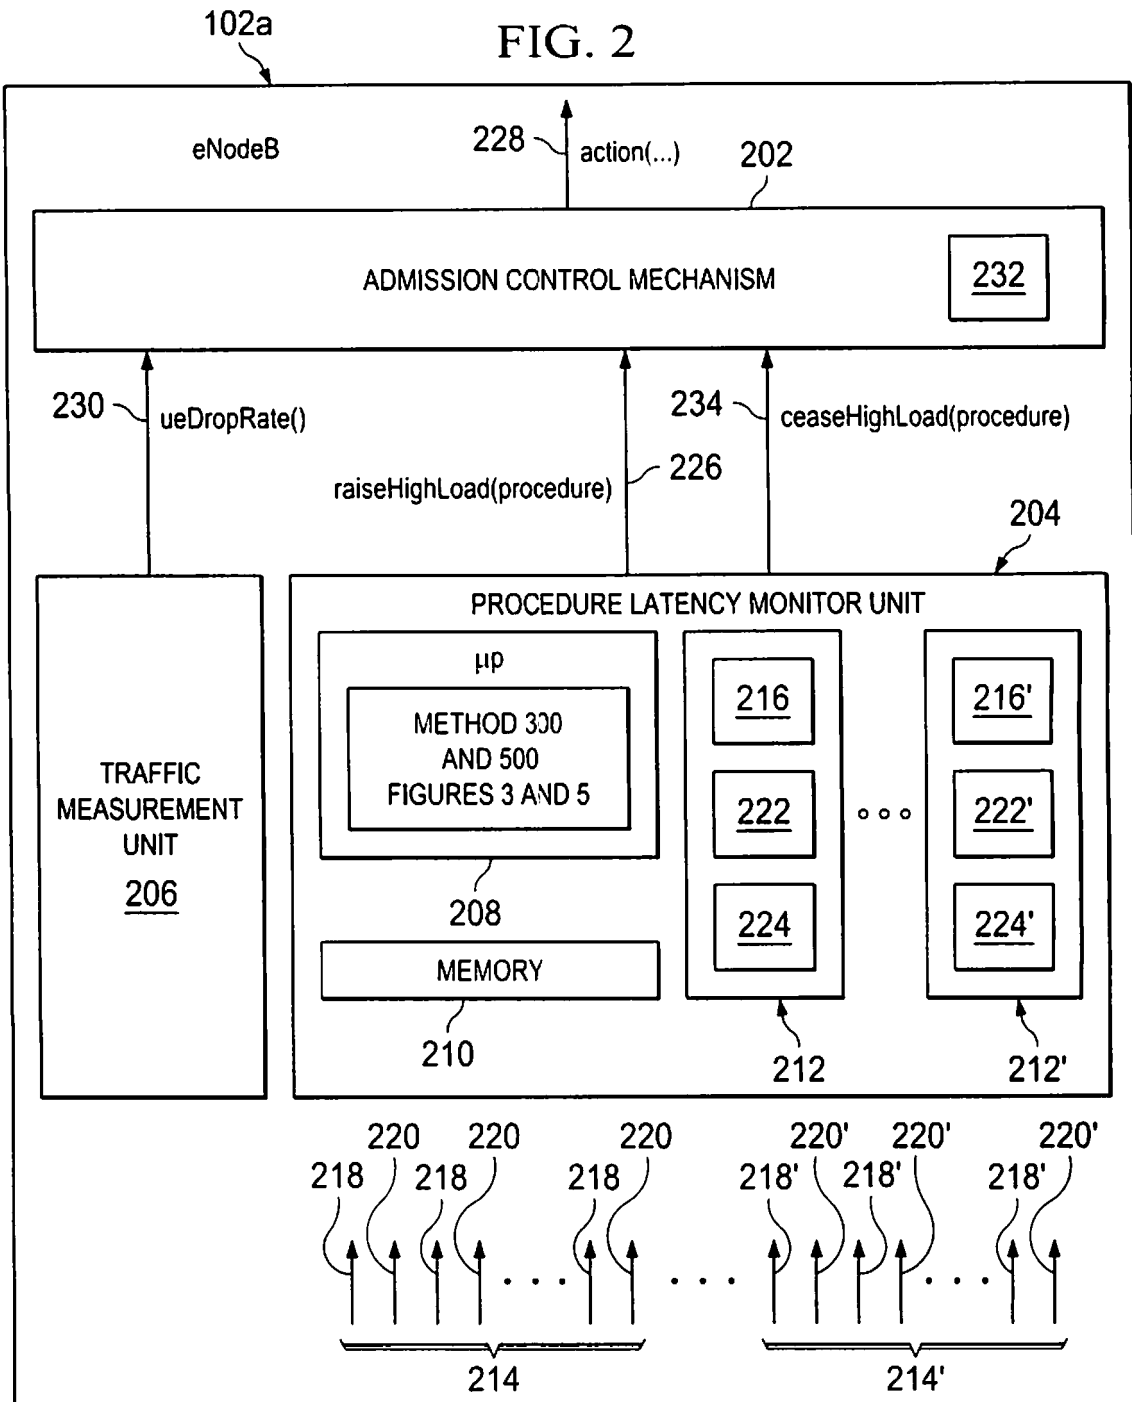 FIG. 2
102a
eNodeB
228
action(...)
202
ADMISSION CONTROL MECHANISM
232
230
ueDropRate()
234
ceaseHighLoad(procedure)
raiseHighLoad(procedure)
226
204
PROCEDURE LATENCY MONITOR UNIT
μp
METHOD 300
AND 500
FIGURES 3 AND 5
216
216'
TRAFFIC
MEASUREMENT
UNIT
206
222
222'
208
224
224'
MEMORY
210
212
212'
220
220
220
220'
220'
220'
218
218
218
218'
218'
218'
214
214'